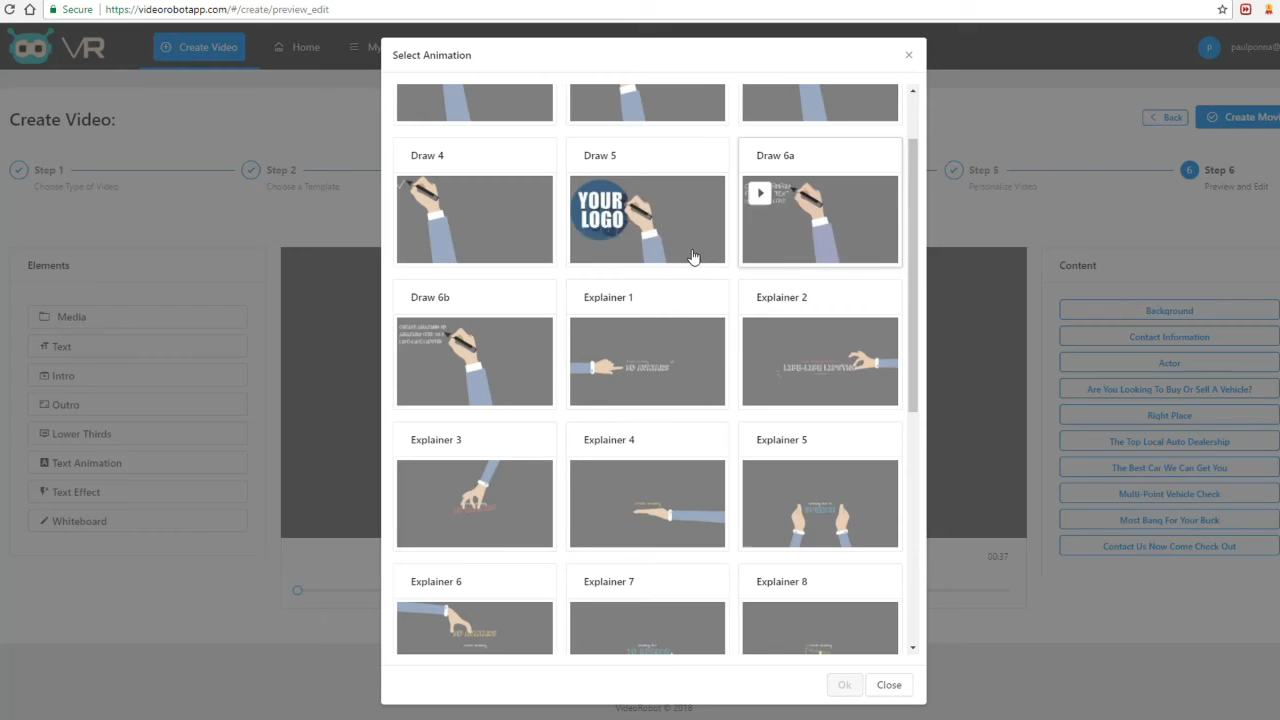 Secure
https://videorobotapp.com/#/create/preview_edit
VR
Create Video
Home
My
p
paulponna@
Select Animation
Create Video:
Back
Create Movi
Step 1
Choose Type of Video
Step 2
Choose a Template
Step 5
Personalize Video
6
Step 6
Preview and Edit
Draw 4
Draw 5
Draw 6a
YOUR
LOGO
Elements
Media
Text
Intro
Outro
Lower Thirds
Text Animation
Text Effect
Whiteboard
Draw 6b
Explainer 1
Explainer 2
Explainer 3
Explainer 4
Explainer 5
Explainer 6
Explainer 7
Explainer 8
Content
Background
Contact Information
Actor
Are You Looking To Buy Or Sell A Vehicle?
Right Place
The Top Local Auto Dealership
The Best Car We Can Get You
Multi-Point Vehicle Check
Most Bang For Your Buck
Contact Us Now Come Check Out
00:37
Ok
Close
VideoRobot © 2018